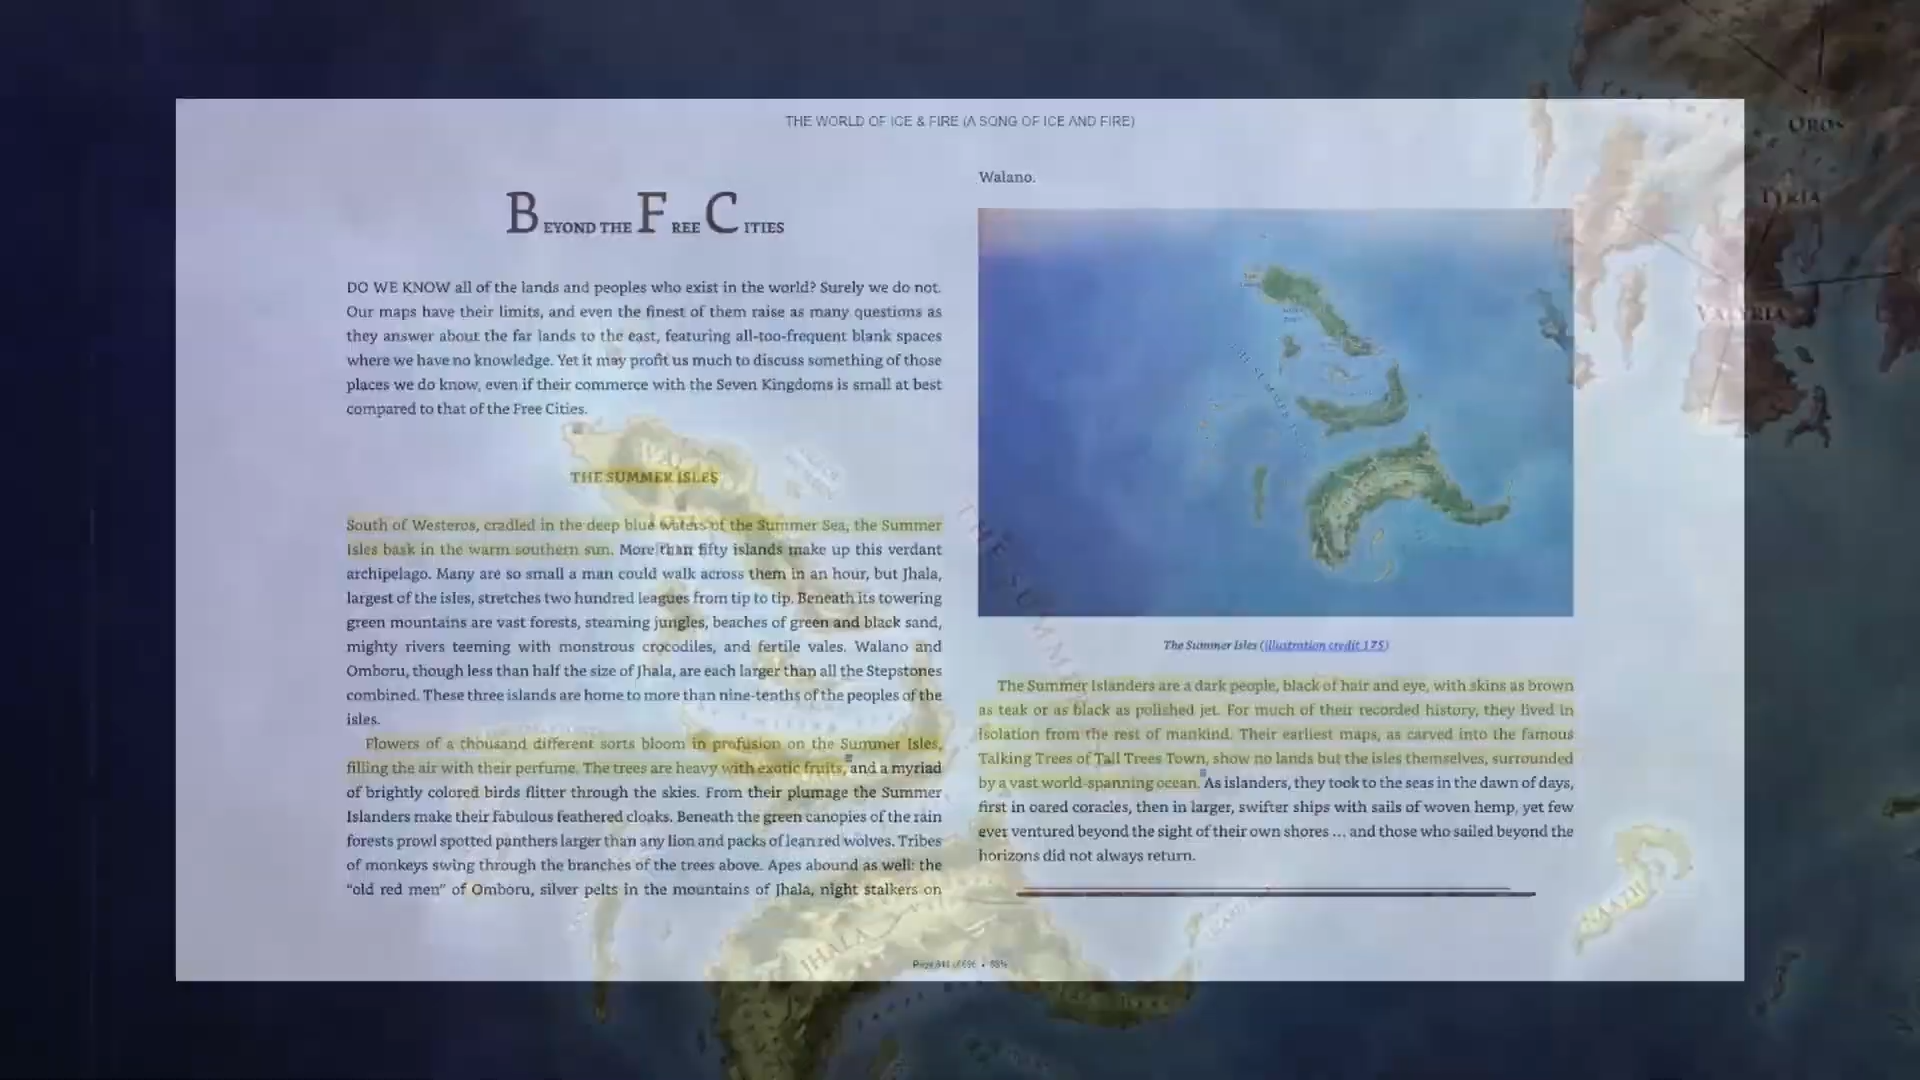 THE WORLD OF ICE & FIRE (A SONG OF ICE AND FIRE)
BEYOND THE FREE CITIES
DO WE KNOW all of the lands and peoples who exist in the world? Surely we do not.
Our maps have their limits, and even the finest of them raise as many questions as
they answer about the far lands to the east, featuring all-too-frequent blank spaces
where we have no knowledge. Yet it may profit us much to discuss something of those
places we do know, even if their commerce with the Seven Kingdoms is small at best
compared to that of the Free Cities.
THE SUMMER ISLES
South of Westeros, cradled in the deep blue waters of the Summer Sea, the Summer
Isles bask in the warm southern sun. More than fifty islands make up this verdant
archipelago. Many are so small a man could walk across them in an hour, but Jhala,
largest of the isles, stretches two hundred leagues from tip to tip. Beneath its towering
green mountains are vast forests, steaming jungles, beaches of green and black sand,
mighty rivers teeming with monstrous crocodiles, and fertile vales. Walano and
Omboru, though less than half the size of Jhala, are each larger than all the Stepstones
combined. These three islands are home to more than nine-tenths of the peoples of the
isles.
Flowers of a thousand different sorts bloom in profusion on the Summer Isles,
filling the air with their perfume. The trees are heavy with exotic fruits, and a myriad
of brightly colored birds flitter through the skies. From their plumage the Summer
Islanders make their fabulous feathered cloaks. Beneath the green canopies of the rain
forests prowl spotted panthers larger than any lion and packs of lean red wolves. Tribes
of monkeys swing through the branches of the trees above. Apes abound as well: the
"old red men" of Omboru, silver pelts in the mountains of Jhala, night stalkers on
Walano.
The Summer Isles (illustration credit 175)
The Summer Islanders are a dark people, black of hair and eye, with skins as brown
as teak or as black as polished jet. For much of their recorded history, they lived in
isolation from the rest of mankind. Their earliest maps, as carved into the famous
Talking Trees of Tall Trees Town, show no lands but the isles themselves, surrounded
by a vast world-spanning ocean. As islanders, they took to the seas in the dawn of days,
first in oared coracles, then in larger, swifter ships with sails of woven hemp, yet few
ever ventured beyond the sight of their own shores ... and those who sailed beyond the
horizons did not always return.
OROS
TYRIA
VALYRIA
NAATH
JHALA
THE SUMMER